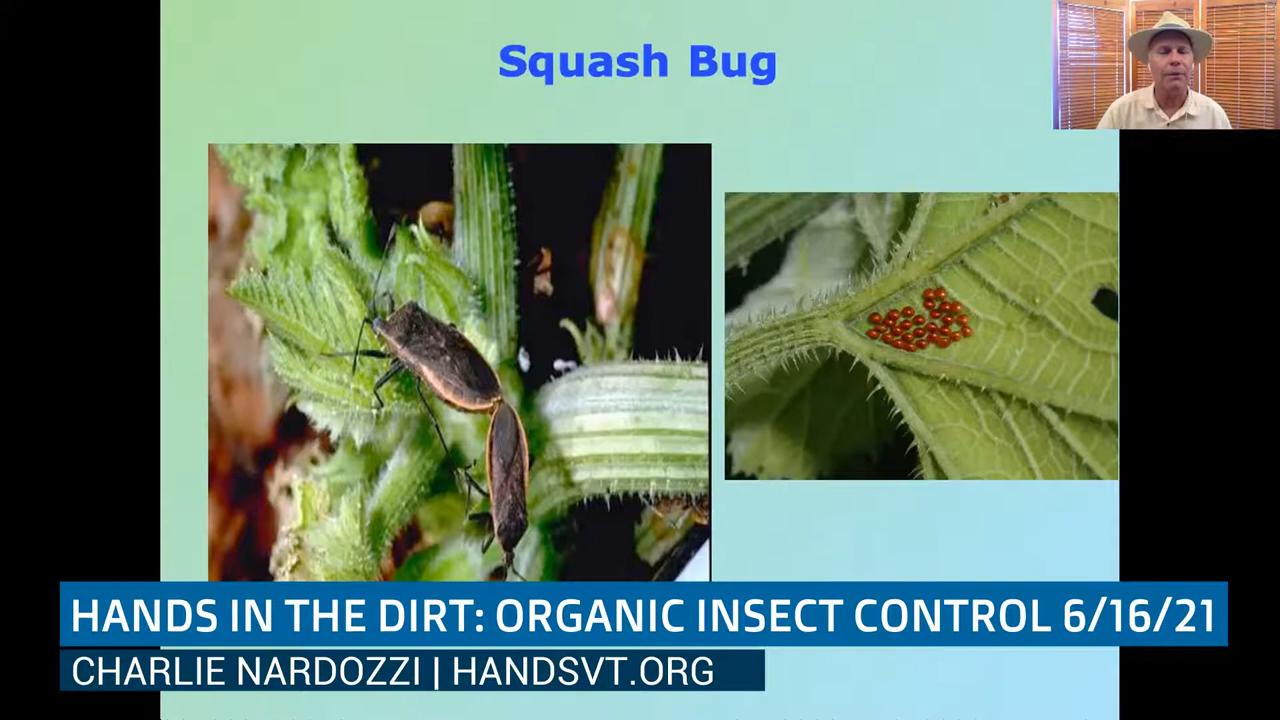 Squash Bug
HANDS IN THE DIRT: ORGANIC INSECT CONTROL 6/16/21
CHARLIE NARDOZZI | HANDSVT.ORG